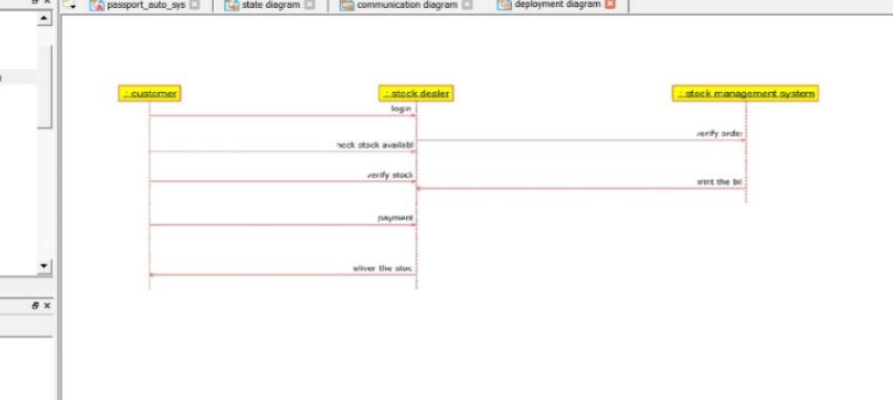 passport_auto_sys
state diagram
communication diagram
deployment diagram
: customer
: stock dealer
: stock management system
login
verify order
heck stock availabl
verify stock
rint the bil
payment
eliver the stoc